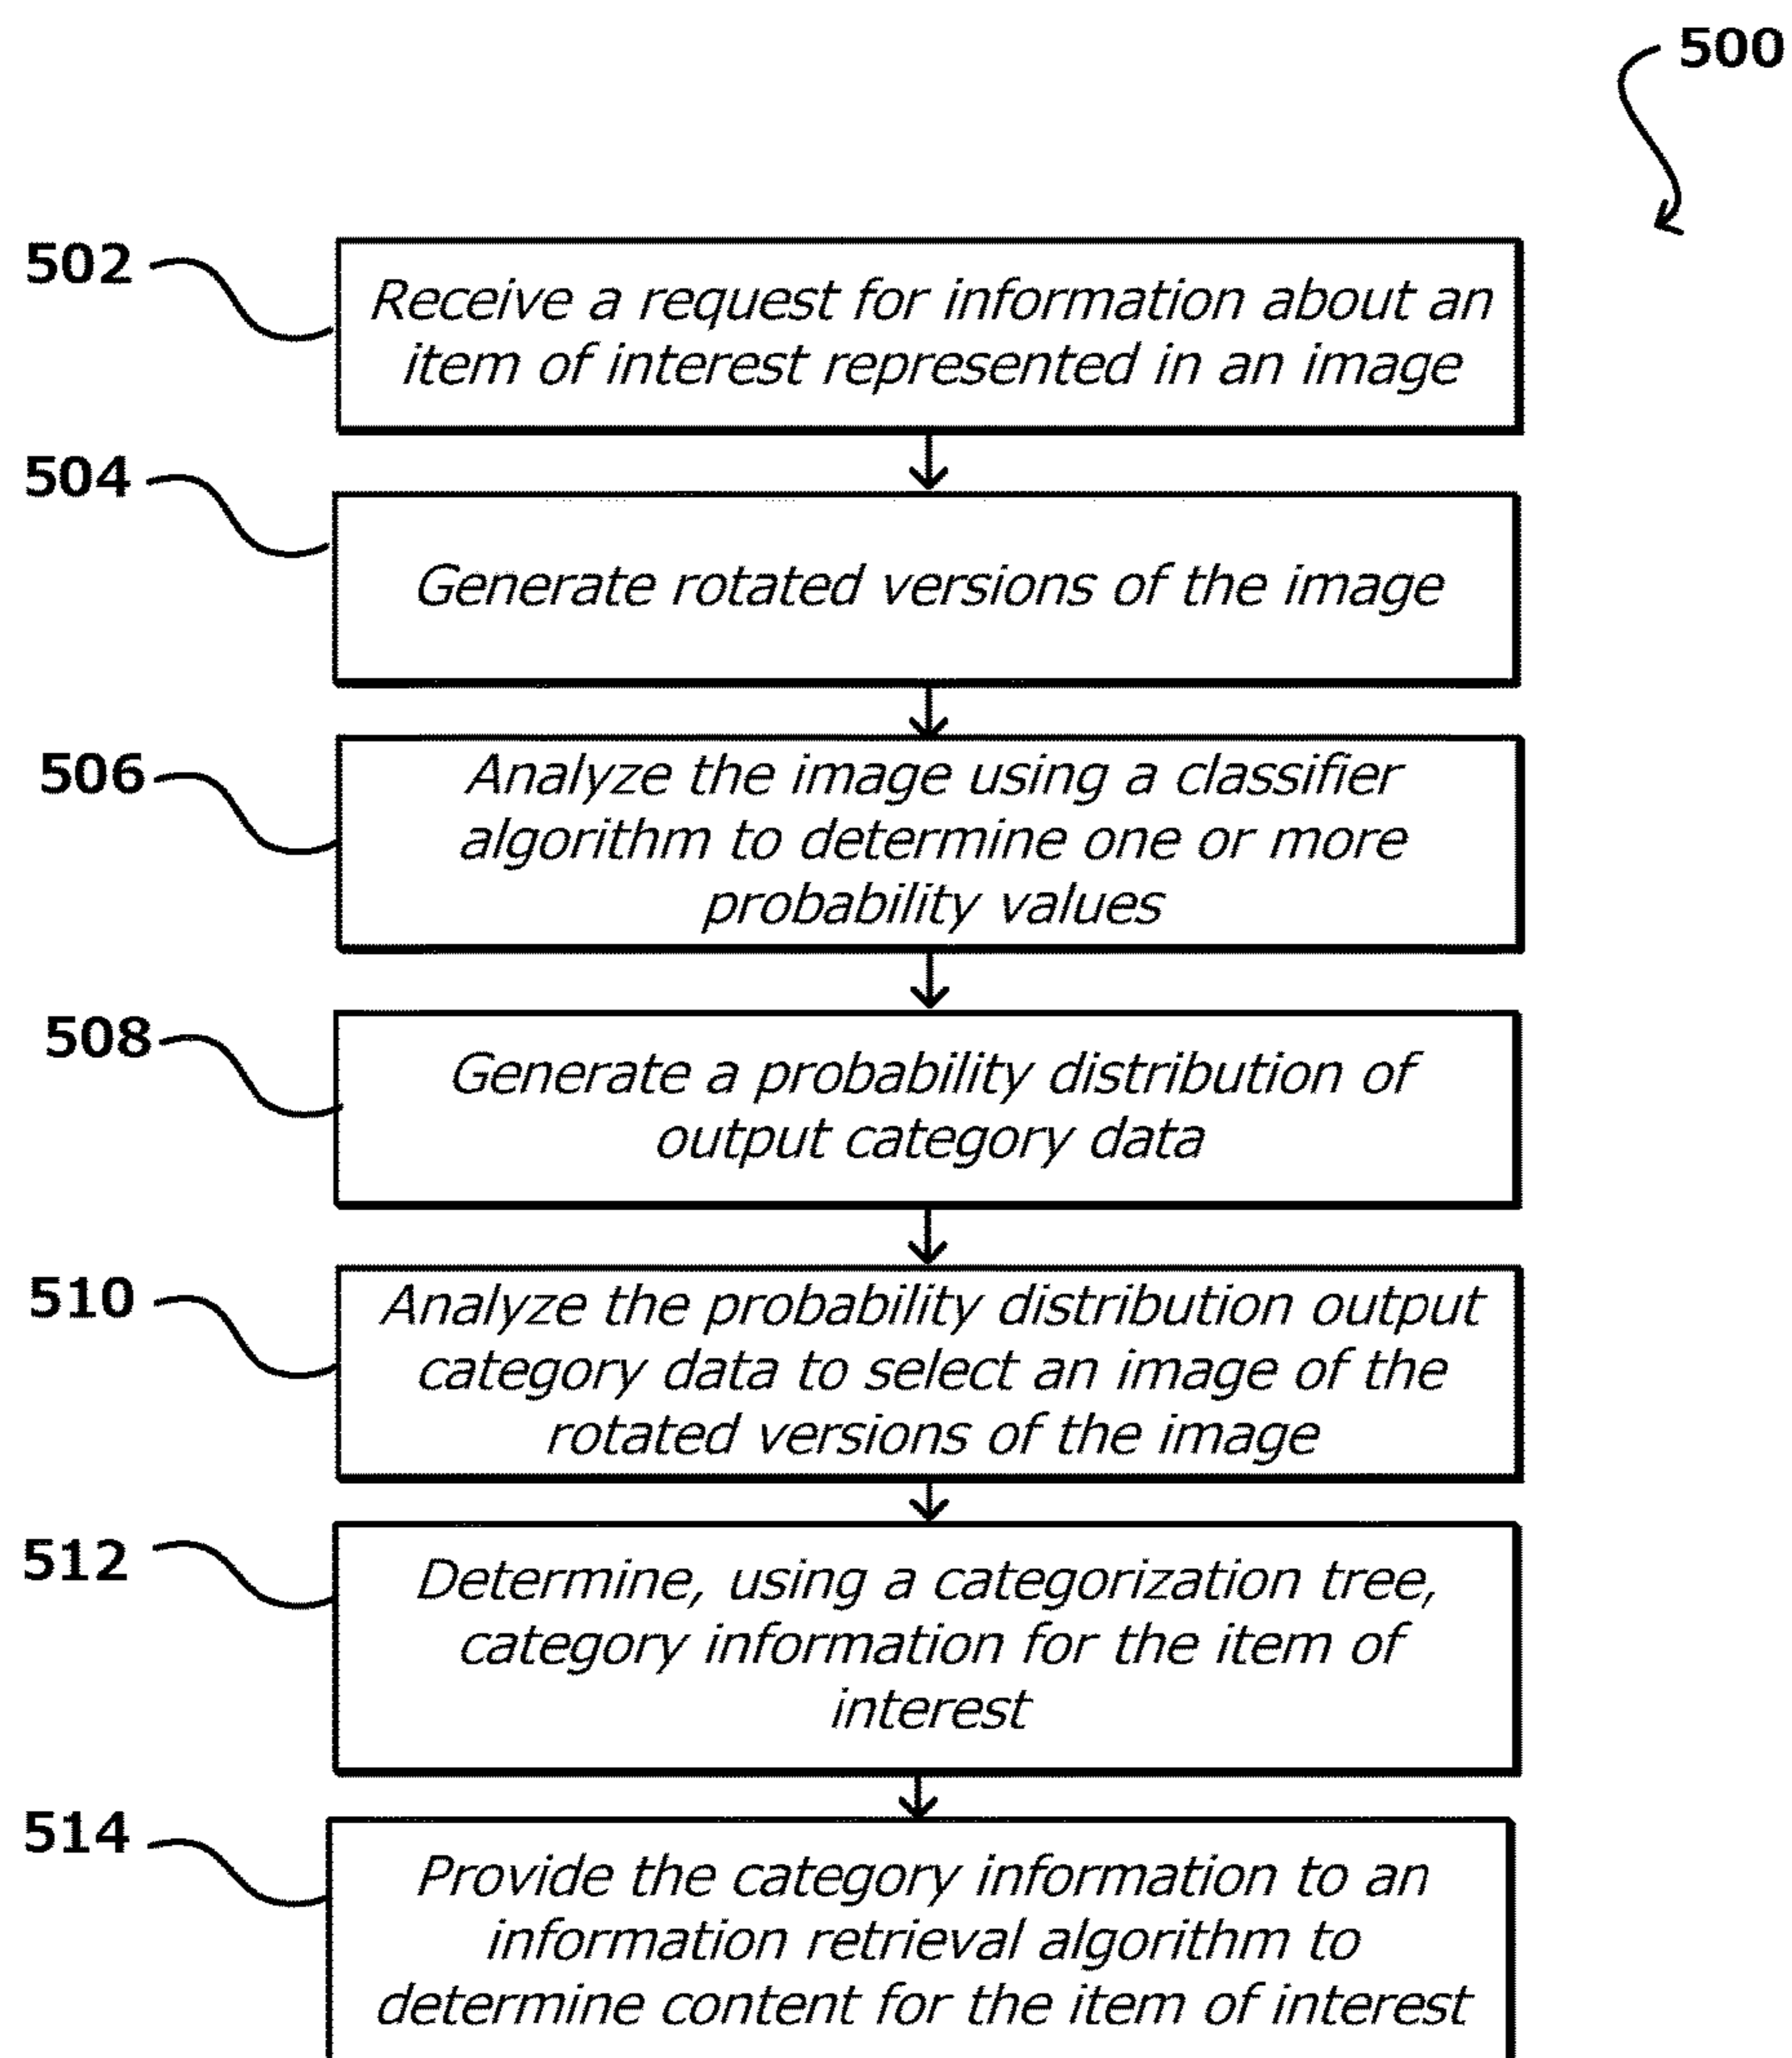 500
502
Receive a request for information about an
item of interest represented in an image
504
Generate rotated versions of the image
506
Analyze the image using a classifier
algorithm to determine one or more
probability values
508
Generate a probability distribution of
output category data
510
Analyze the probability distribution output
category data to select an image of the
rotated versions of the image
512
Determine, using a categorization tree,
category information for the item of
interest
514
Provide the category information to an
information retrieval algorithm to
determine content for the item of interest